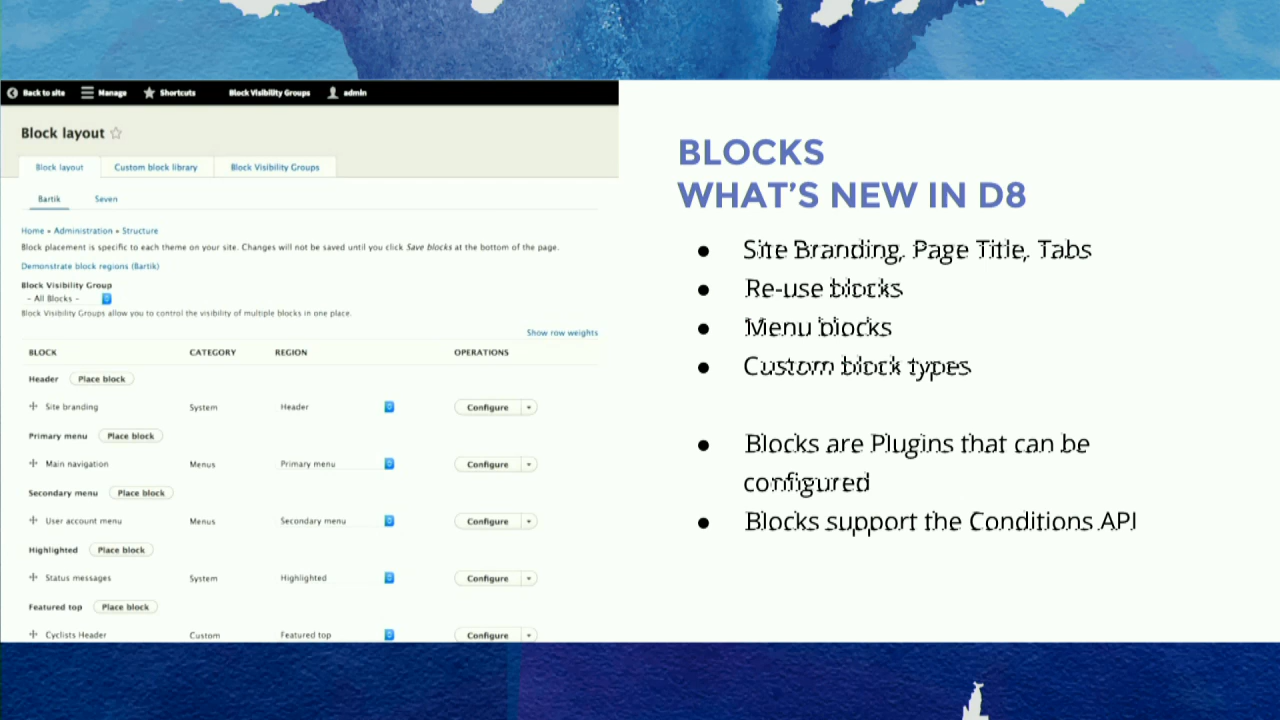 Back to site Manage Shortcuts Block Visibility Groups admin
Block layout
Block layout Custom block library Block Visibility Groups
Bartik Seven
Home » Administration » Structure
Block placement is specific to each theme on your site. Changes will not be saved until you click Save blocks at the bottom of the page.
Demonstrate block regions (Bartik)
Block Visibility Group
- All Blocks -
Block Visibility Groups allow you to control the visibility of multiple blocks in one place.
Show row weights
BLOCK CATEGORY REGION OPERATIONS
Header Place block
Site branding System Header Configure
Primary menu Place block
Main navigation Menus Primary menu Configure
Secondary menu Place block
User account menu Menus Secondary menu Configure
Highlighted Place block
Status messages System Highlighted Configure
Featured top Place block
Cyclists Header Custom Featured top Configure
BLOCKS
WHAT'S NEW IN D8
● Site Branding, Page Title, Tabs
● Re-use blocks
● Menu blocks
● Custom block types
● Blocks are Plugins that can be
configured
● Blocks support the Conditions API